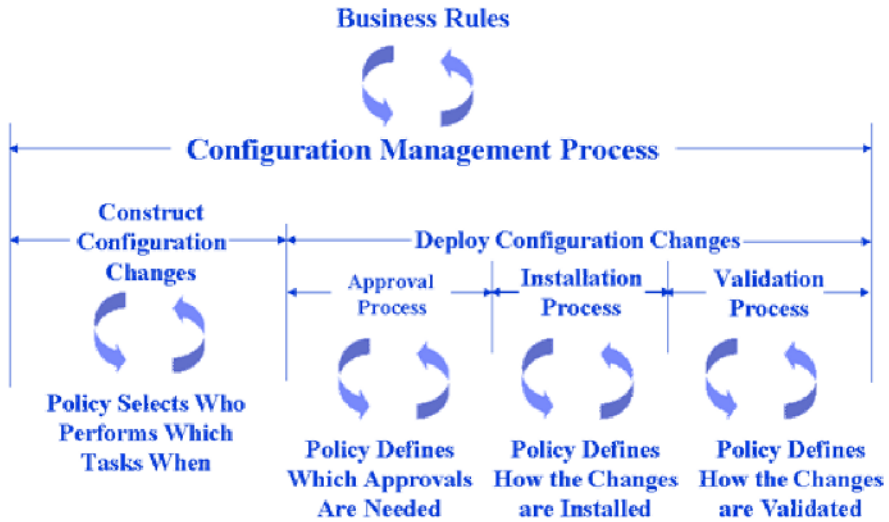 Business Rules
Configuration Management Process
Construct
Configuration
Changes
Deploy Configuration Changes
Approval
Process
Installation
Process
Validation
Process
Policy Selects Who
Performs Which
Tasks When
Policy Defines
Which Approvals
Are Needed
Policy Defines
How the Changes
are Installed
Policy Defines
How the Changes
are Validated